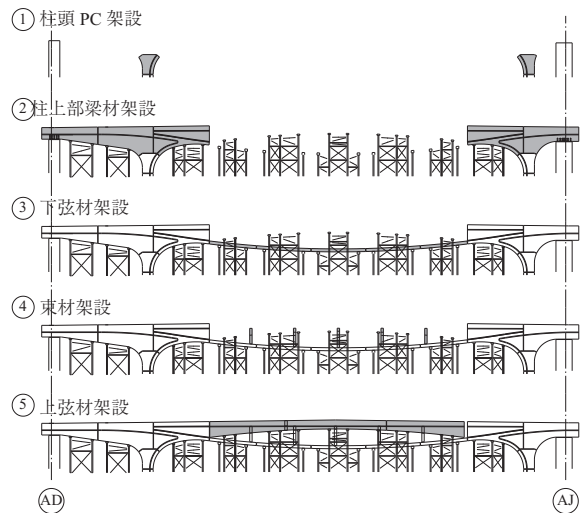 ① 柱頭 PC 架設
② 柱上部梁材架設
③ 下弦材架設
④ 束材架設
⑤ 上弦材架設
AD AJ